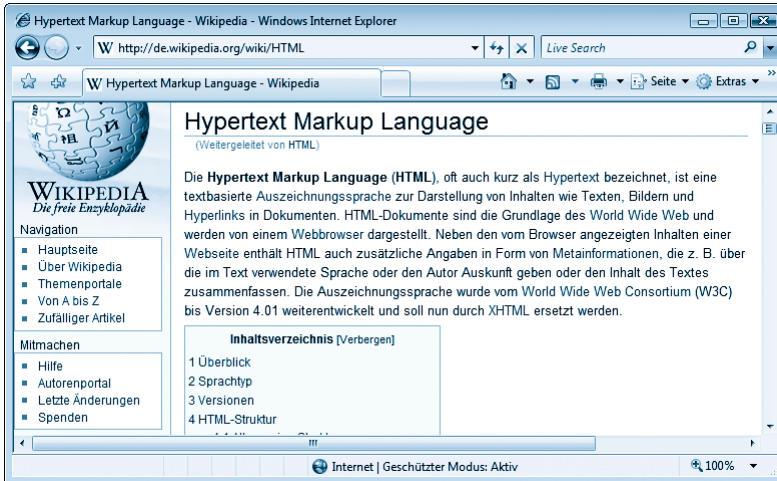 Hypertext Markup Language - Wikipedia - Windows Internet Explorer
W http://de.wikipedia.org/wiki/HTML
Live Search
W Hypertext Markup Language - Wikipedia
Seite
Extras
»
WIKIPEDIA
Die freie Enzyklopädie
Navigation
Hauptseite
Über Wikipedia
Themenportale
Von A bis Z
Zufälliger Artikel
Mitmachen
Hilfe
Autorenportal
Letzte Änderungen
Spenden
Hypertext Markup Language
(Weitergeleitet von HTML)
Die Hypertext Markup Language (HTML), oft auch kurz als Hypertext bezeichnet, ist eine
textbasierte Auszeichnungssprache zur Darstellung von Inhalten wie Texten, Bildern und
Hyperlinks in Dokumenten. HTML-Dokumente sind die Grundlage des World Wide Web und
werden von einem Webbrowser dargestellt. Neben den vom Browser angezeigten Inhalten einer
Webseite enthält HTML auch zusätzliche Angaben in Form von Metainformationen, die z. B. über
die im Text verwendete Sprache oder den Autor Auskunft geben oder den Inhalt des Textes
zusammenfassen. Die Auszeichnungssprache wurde vom World Wide Web Consortium (W3C)
bis Version 4.01 weiterentwickelt und soll nun durch XHTML ersetzt werden.
Inhaltsverzeichnis [Verbergen]
1 Überblick
2 Sprachtyp
3 Versionen
4 HTML-Struktur
Internet | Geschützter Modus: Aktiv
100%